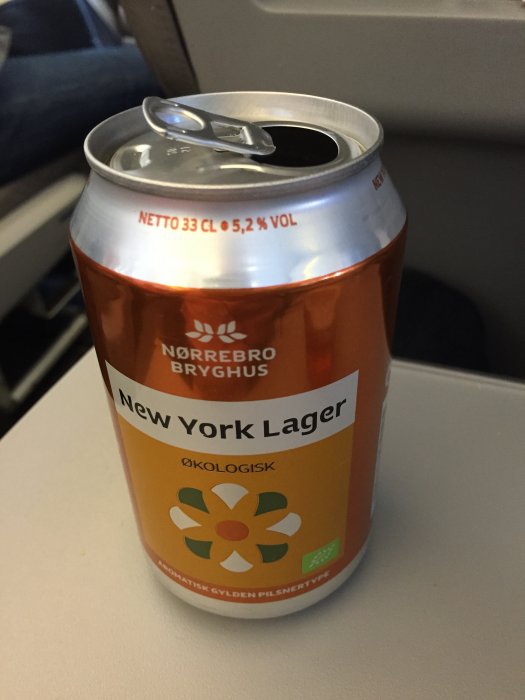 NETTO 33 CL • 5,2 % VOL
NØRREBRO
BRYGHUS
New York Lager
ØKOLOGISK
AROMATISK GYLDEN PILSNERTYPE